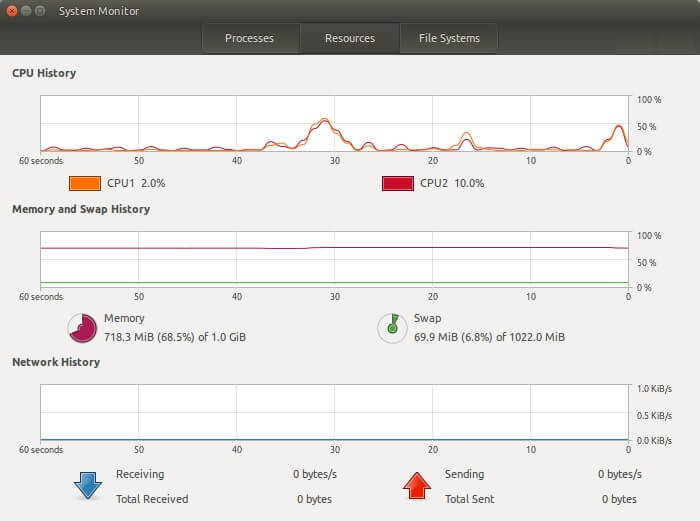 System Monitor
Processes Resources File Systems
CPU History
100 %
50 %
0 %
60 seconds 50 40 30 20 10 0
CPU1 2.0% CPU2 10.0%
Memory and Swap History
100 %
50 %
0 %
60 seconds 50 40 30 20 10 0
Memory Swap
718.3 MiB (68.5%) of 1.0 GiB 69.9 MiB (6.8%) of 1022.0 MiB
Network History
1.0 KiB/s
0.5 KiB/s
0.0 KiB/s
60 seconds 50 40 30 20 10 0
Receiving 0 bytes/s Sending 0 bytes/s
Total Received 0 bytes Total Sent 0 bytes